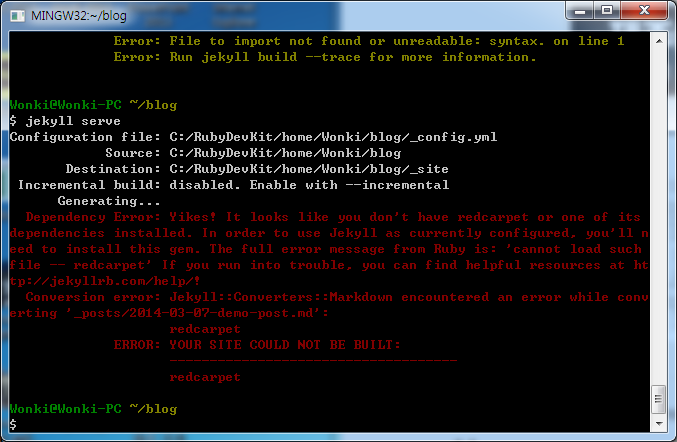 MINGW32:~/blog
Error: File to import not found or unreadable: syntax. on line 1
Error: Run jekyll build --trace for more information.
Wonki@Wonki-PC ~/blog
$ jekyll serve
Configuration file: C:/RubyDevKit/home/Wonki/blog/_config.yml
Source: C:/RubyDevKit/home/Wonki/blog
Destination: C:/RubyDevKit/home/Wonki/blog/_site
Incremental build: disabled. Enable with --incremental
Generating...
Dependency Error: Yikes! It looks like you don't have redcarpet or one of its
dependencies installed. In order to use Jekyll as currently configured, you'll n
eed to install this gem. The full error message from Ruby is: 'cannot load such
file -- redcarpet' If you run into trouble, you can find helpful resources at ht
tp://jekyllrb.com/help/!
Conversion error: Jekyll::Converters::Markdown encountered an error while conv
erting '_posts/2014-03-07-demo-post.md':
redcarpet
ERROR: YOUR SITE COULD NOT BE BUILT:
------------------------------------
redcarpet
Wonki@Wonki-PC ~/blog
$